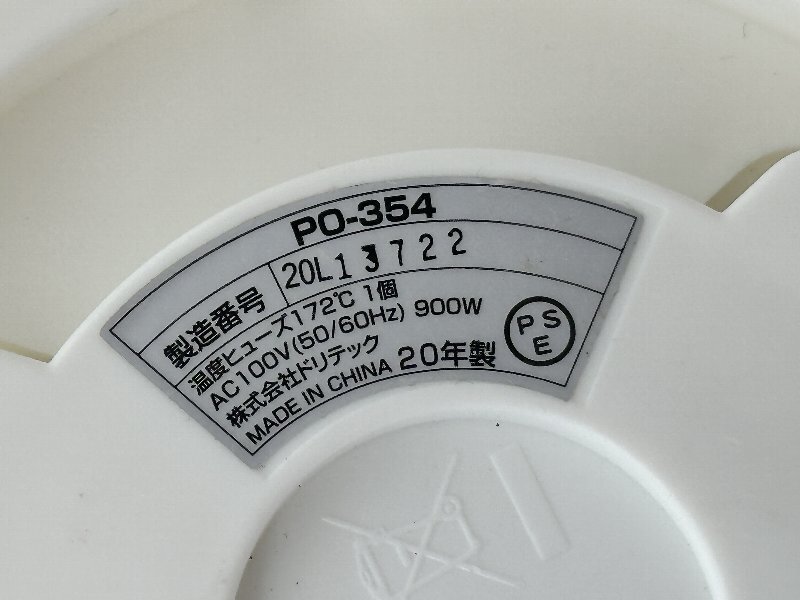 PO-354
製造番号 20L13722
温度ヒューズ172℃ 1個
AC100V(50/60Hz) 900W
株式会社ドリテック
MADE IN CHINA 20年製
PSE